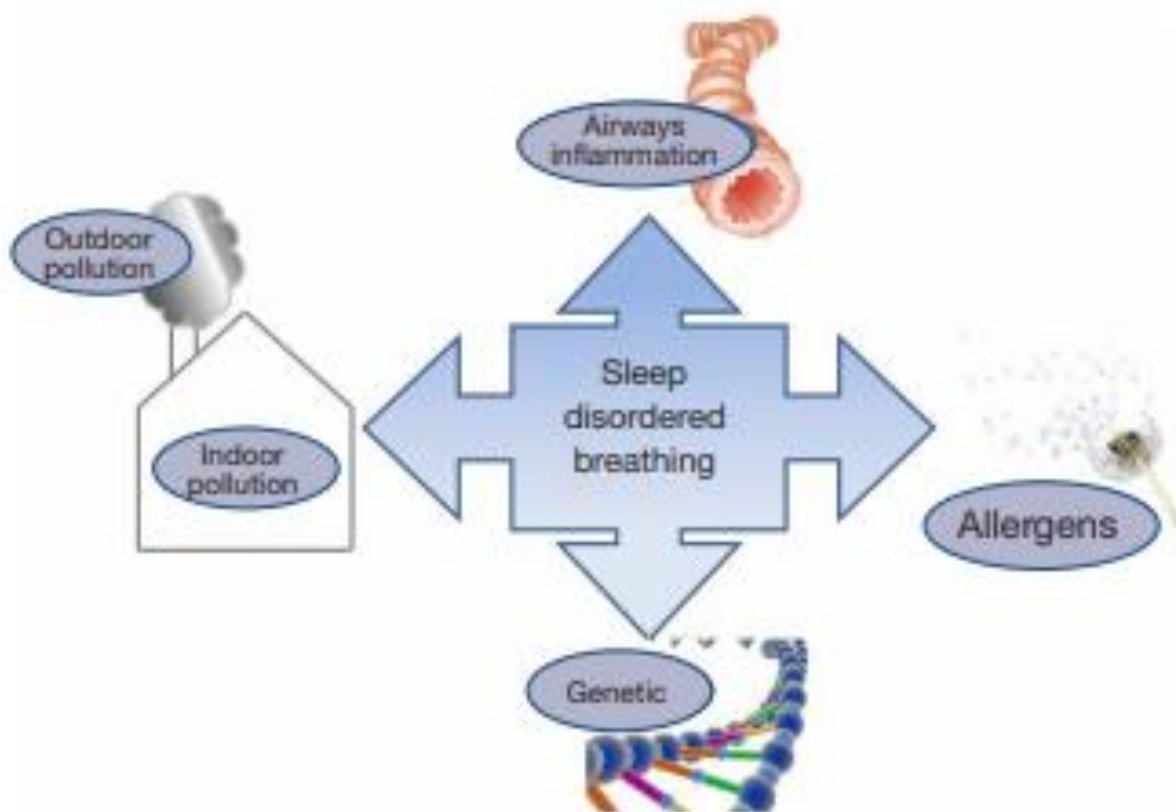 Airways
inflammation
Outdoor
pollution
Sleep
disordered
breathing
Indoor
pollution
Allergens
Genetic